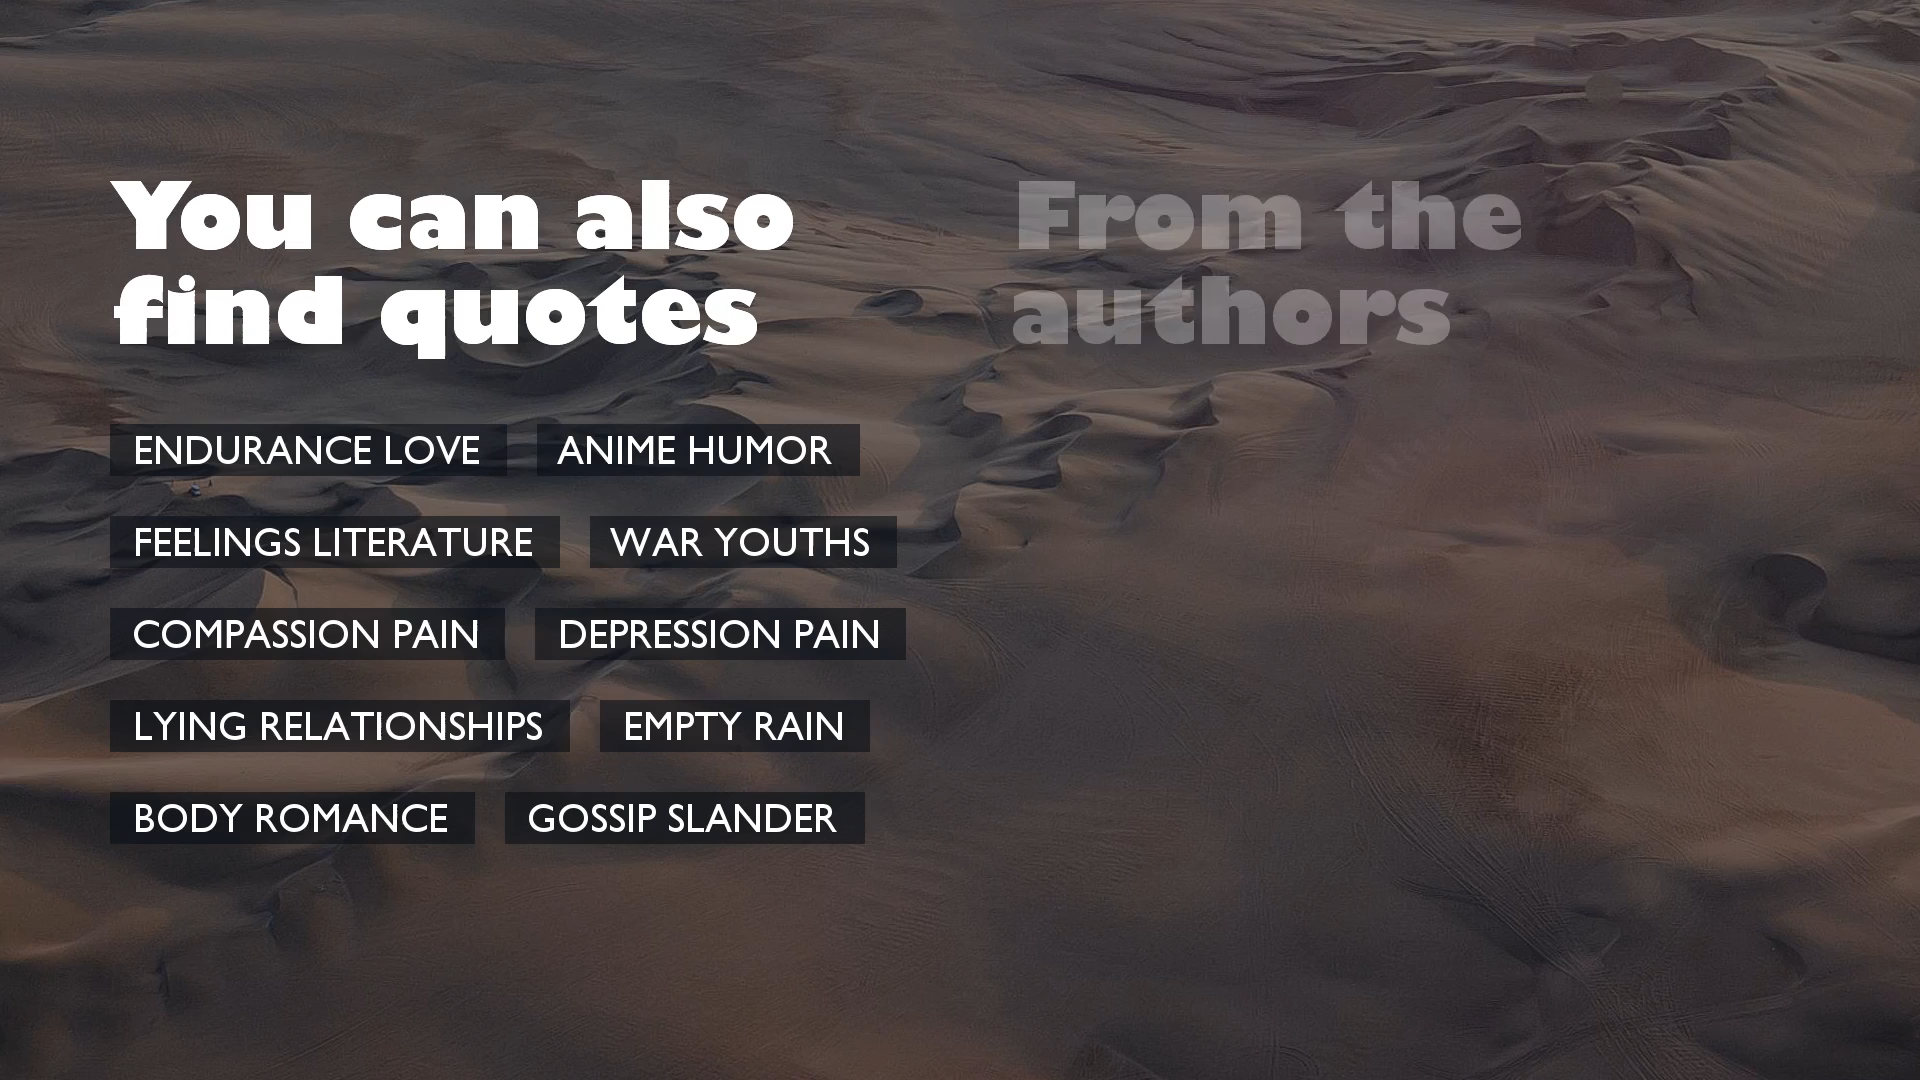 You can also
find quotes
From the
authors
ENDURANCE LOVE
ANIME HUMOR
FEELINGS LITERATURE
WAR YOUTHS
COMPASSION PAIN
DEPRESSION PAIN
LYING RELATIONSHIPS
EMPTY RAIN
BODY ROMANCE
GOSSIP SLANDER